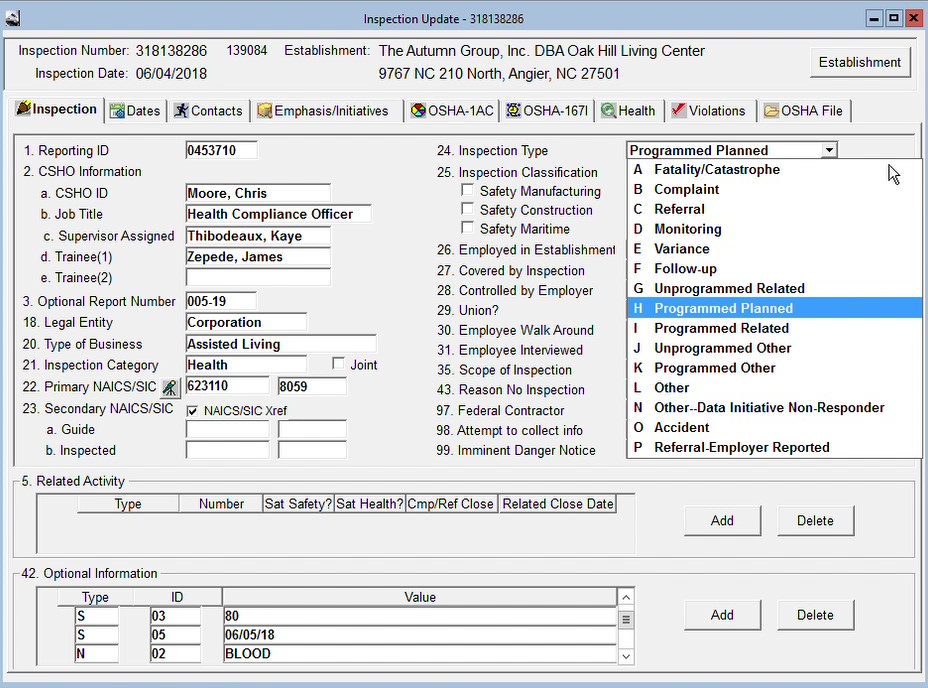 Inspection Update - 318138286
Inspection Number: 318138286 139084 Establishment: The Autumn Group, Inc. DBA Oak Hill Living Center
Inspection Date: 06/04/2018 9767 NC 210 North, Angier, NC 27501
Establishment
Inspection Dates Contacts Emphasis/Initiatives OSHA-1AC OSHA-167I Health Violations OSHA File
1. Reporting ID 0453710
2. CSHO Information
a. CSHO ID Moore, Chris
b. Job Title Health Compliance Officer
c. Supervisor Assigned Thibodeaux, Kaye
d. Trainee(1) Zepede, James
e. Trainee(2)
3. Optional Report Number 005-19
18. Legal Entity Corporation
20. Type of Business Assisted Living
21. Inspection Category Health Joint
22. Primary NAICS/SIC 623110 8059
23. Secondary NAICS/SIC NAICS/SIC Xref
a. Guide
b. Inspected
24. Inspection Type Programmed Planned
25. Inspection Classification
Safety Manufacturing
Safety Construction
Safety Maritime
26. Employed in Establishment
27. Covered by Inspection
28. Controlled by Employer
29. Union?
30. Employee Walk Around
31. Employee Interviewed
35. Scope of Inspection
43. Reason No Inspection
97. Federal Contractor
98. Attempt to collect info
99. Imminent Danger Notice
A Fatality/Catastrophe
B Complaint
C Referral
D Monitoring
E Variance
F Follow-up
G Unprogrammed Related
H Programmed Planned
I Programmed Related
J Unprogrammed Other
K Programmed Other
L Other
N Other--Data Initiative Non-Responder
O Accident
P Referral-Employer Reported
5. Related Activity
Type Number Sat Safety? Sat Health? Cmp/Ref Close Related Close Date
Add Delete
42. Optional Information
Type ID Value
S 03 80
S 05 06/05/18
N 02 BLOOD
Add Delete